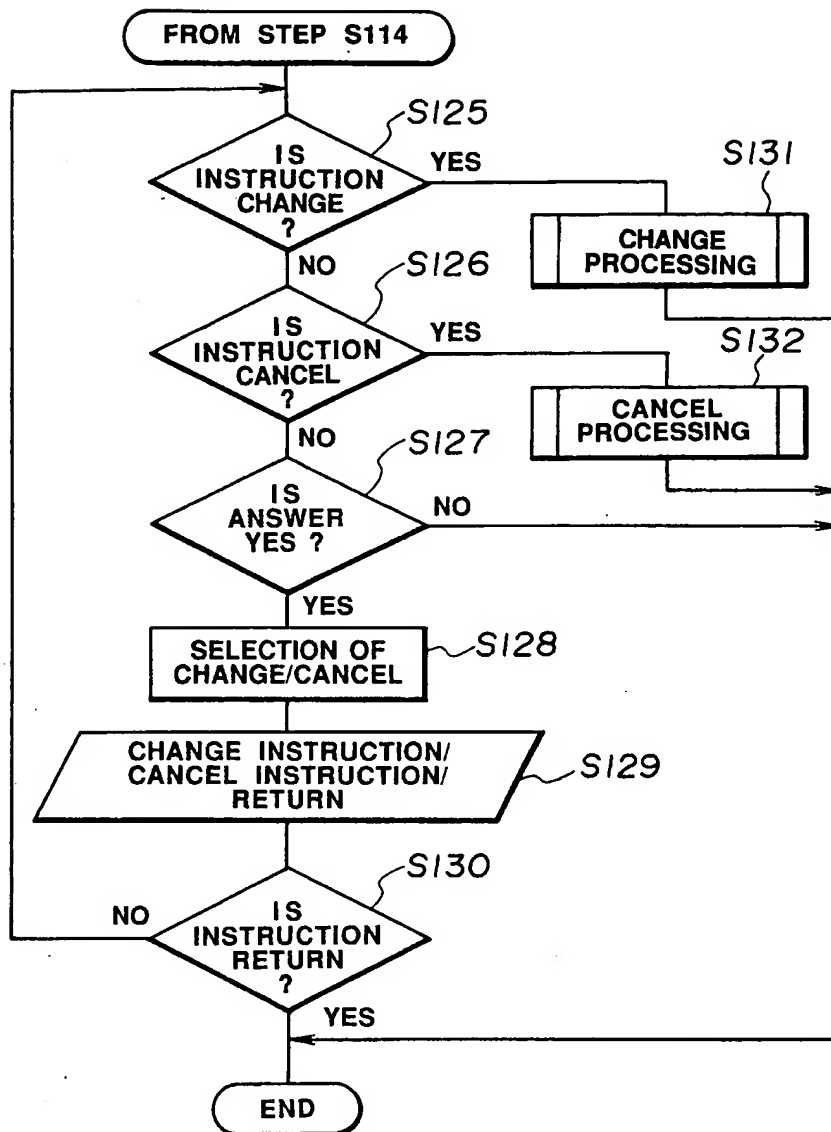 FROM STEP S114
S125
IS
INSTRUCTION
CHANGE
?
YES
NO
S131
CHANGE
PROCESSING
S126
IS
INSTRUCTION
CANCEL
?
YES
NO
S132
CANCEL
PROCESSING
S127
IS
ANSWER
YES ?
NO
YES
SELECTION OF
CHANGE/CANCEL
S128
CHANGE INSTRUCTION/
CANCEL INSTRUCTION/
RETURN
S129
S130
IS
INSTRUCTION
RETURN
?
NO
YES
END